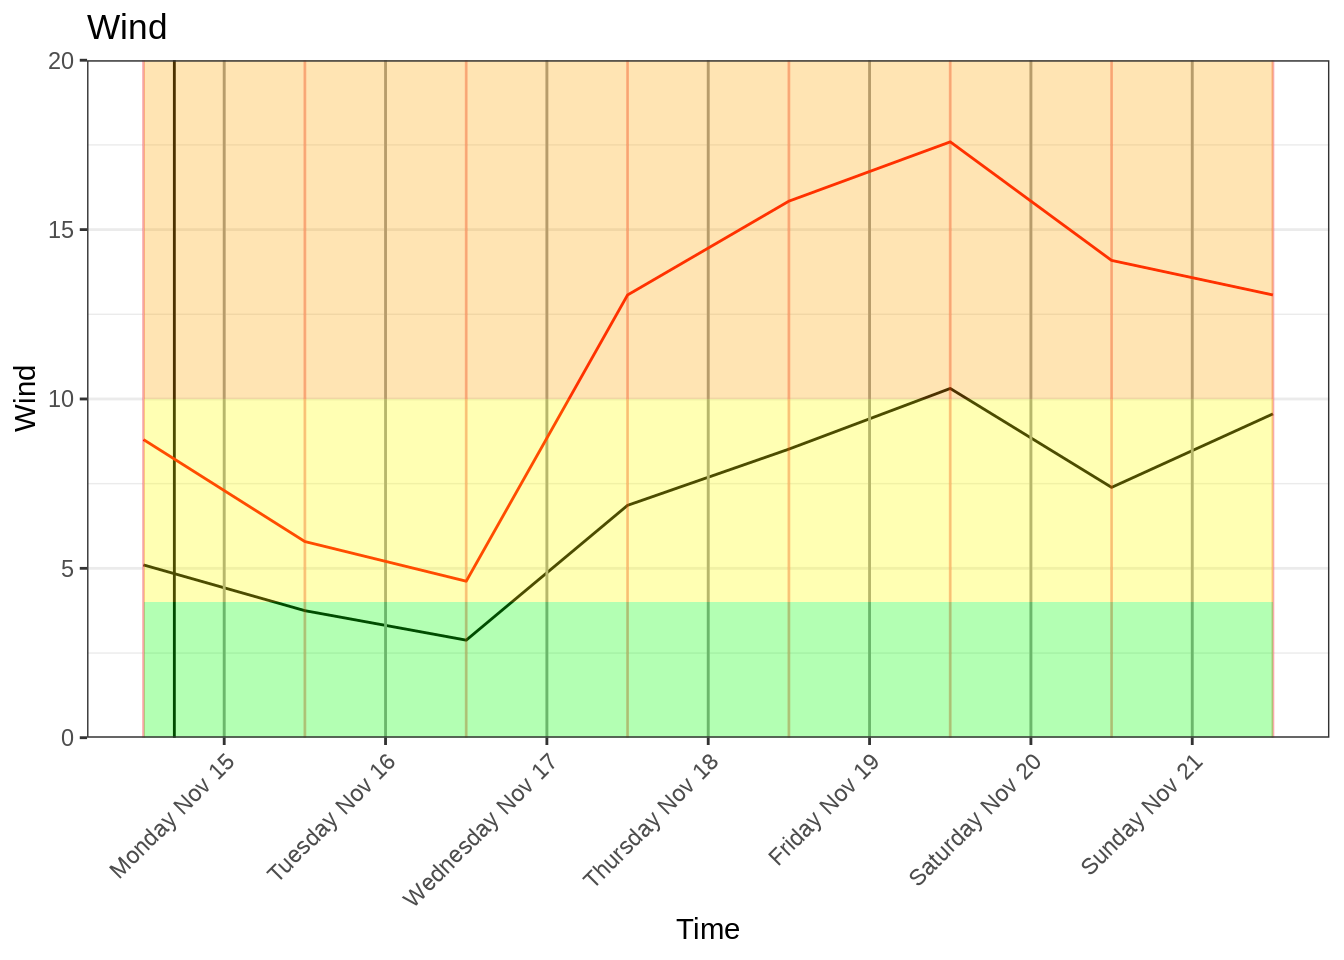 Wind
20
15
10
5
0
Wind
Monday Nov 15
Tuesday Nov 16
Wednesday Nov 17
Thursday Nov 18
Friday Nov 19
Saturday Nov 20
Sunday Nov 21
Time